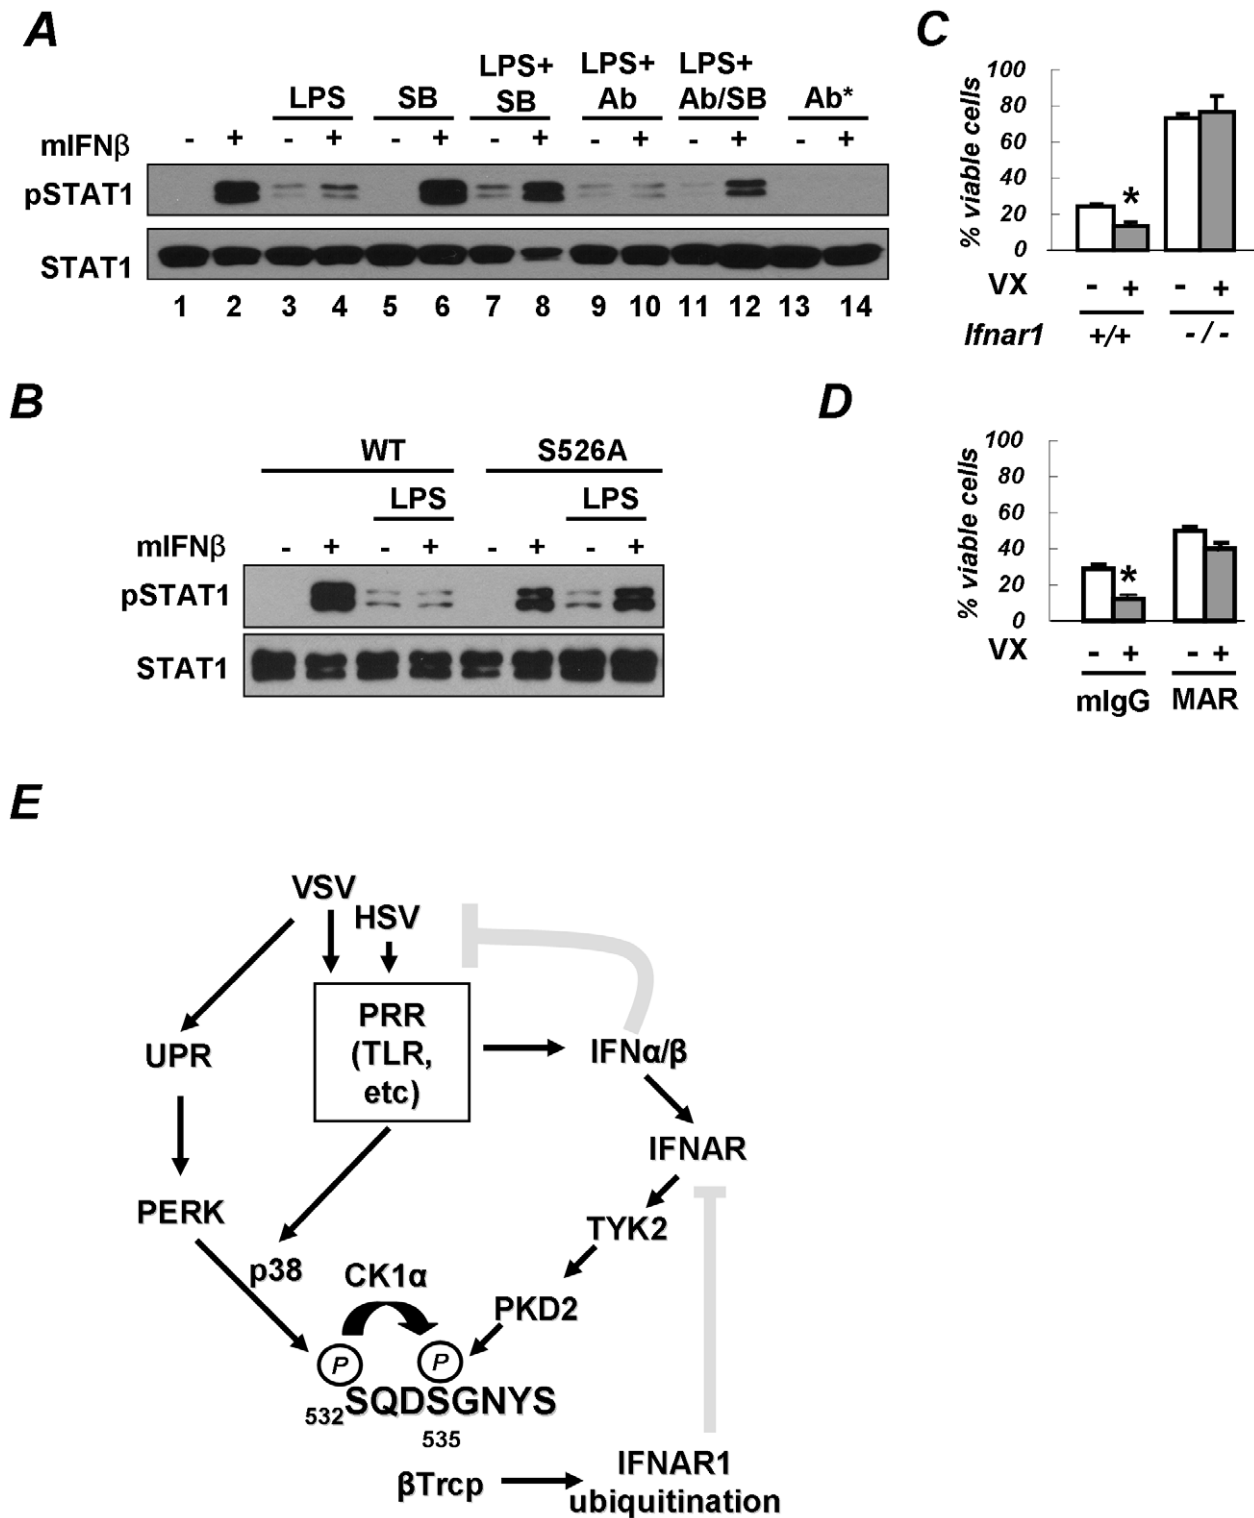 A
LPS SB LPS+ SB LPS+ Ab LPS+ Ab/SB Ab*
mIFNβ - + - + - + - + - + - + - +
pSTAT1
STAT1
1 2 3 4 5 6 7 8 9 10 11 12 13 14
C
% viable cells
100
80
60
40
20
0
*
VX - + - +
Ifnar1 +/+ -/-
B
WT S526A
LPS LPS
mIFNβ - + - + - + - +
pSTAT1
STAT1
D
% viable cells
100
80
60
40
20
0
*
VX - + - +
mIgG MAR
E
VSV
HSV
PRR
(TLR,
etc)
UPR
IFNα/β
IFNAR
PERK
TYK2
p38
CK1α
PKD2
P P
532SQDSGNYS
535
βTrcp
IFNAR1
ubiquitination